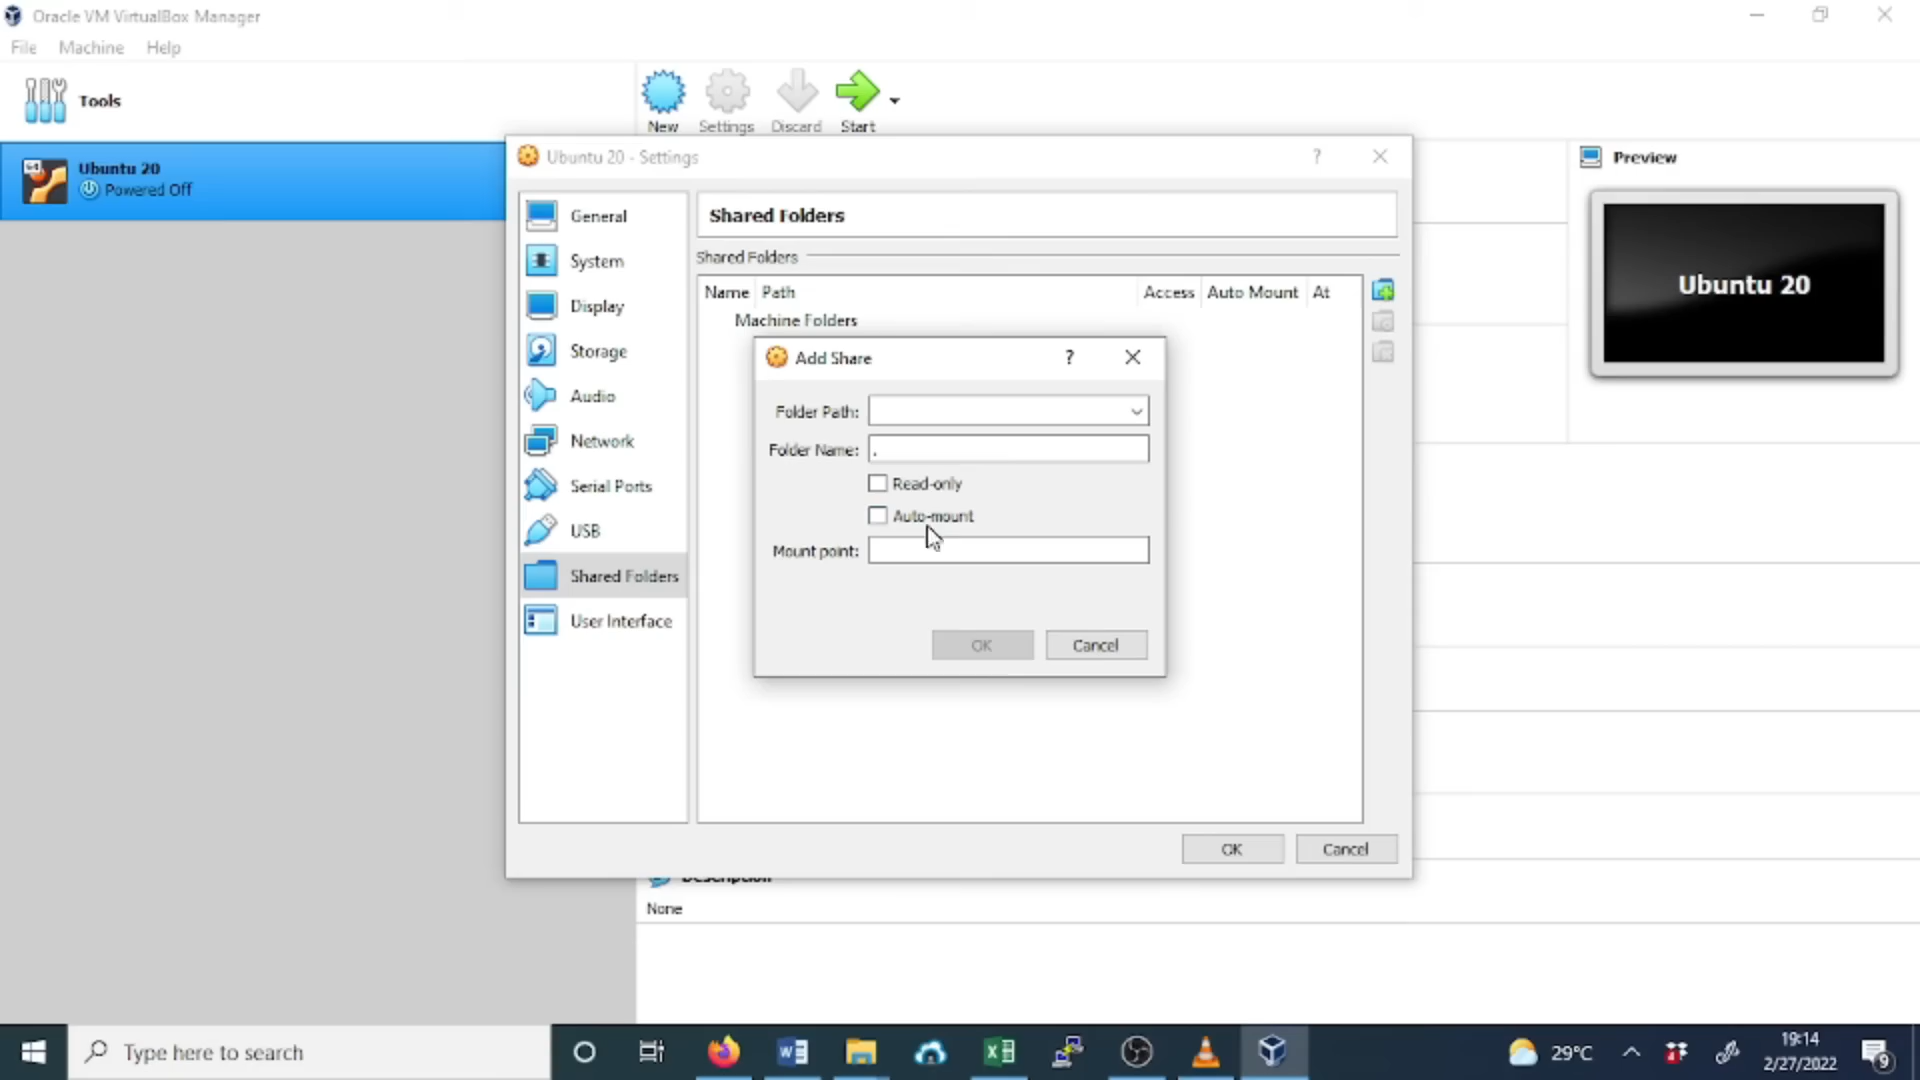 Oracle VM VirtualBox Manager
File Machine Help
Tools
New Settings Discard Start
64
Ubuntu 20
Powered Off
Ubuntu 20 - Settings
?
Preview
Ubuntu 20
General
System
Display
Storage
Audio
Network
Serial Ports
USB
Shared Folders
User Interface
Shared Folders
Shared Folders
Name Path Access Auto Mount At
Machine Folders
Add Share ?
Folder Path:
Folder Name: .
Read-only
Auto-mount
Mount point:
OK Cancel
OK Cancel
Description
None
Type here to search
29°C
19:14
2/27/2022
9